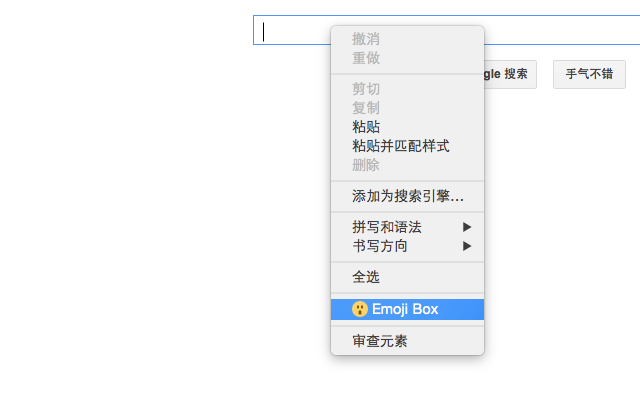 撤消
重做
gle 搜索
手气不错
剪切
复制
粘贴
粘贴并匹配样式
删除
添加为搜索引擎...
拼写和语法
书写方向
全选
😮 Emoji Box
审查元素